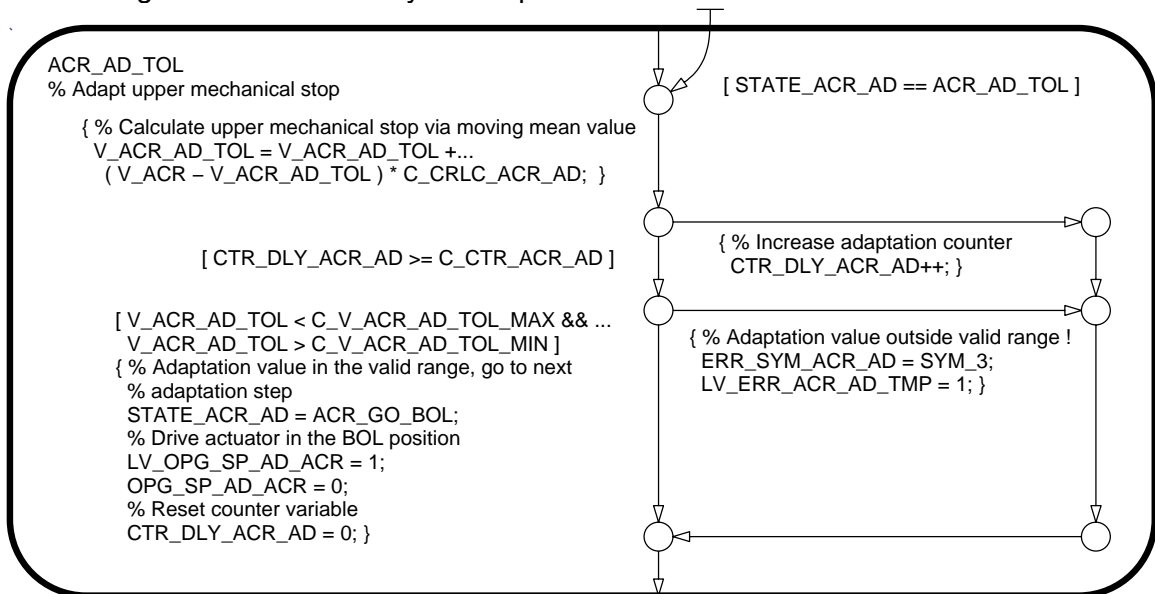 ACR_AD_TOL
% Adapt upper mechanical stop
[ STATE_ACR_AD == ACR_AD_TOL ]
{ % Calculate upper mechanical stop via moving mean value
V_ACR_AD_TOL = V_ACR_AD_TOL +...
( V_ACR – V_ACR_AD_TOL ) * C_CRLC_ACR_AD; }
[ CTR_DLY_ACR_AD >= C_CTR_ACR_AD ]
{ % Increase adaptation counter
CTR_DLY_ACR_AD++; }
[ V_ACR_AD_TOL < C_V_ACR_AD_TOL_MAX && ...
V_ACR_AD_TOL > C_V_ACR_AD_TOL_MIN ]
{ % Adaptation value in the valid range, go to next
% adaptation step
STATE_ACR_AD = ACR_GO_BOL;
% Drive actuator in the BOL position
LV_OPG_SP_AD_ACR = 1;
OPG_SP_AD_ACR = 0;
% Reset counter variable
CTR_DLY_ACR_AD = 0; }
{ % Adaptation value outside valid range !
ERR_SYM_ACR_AD = SYM_3;
LV_ERR_ACR_AD_TMP = 1; }